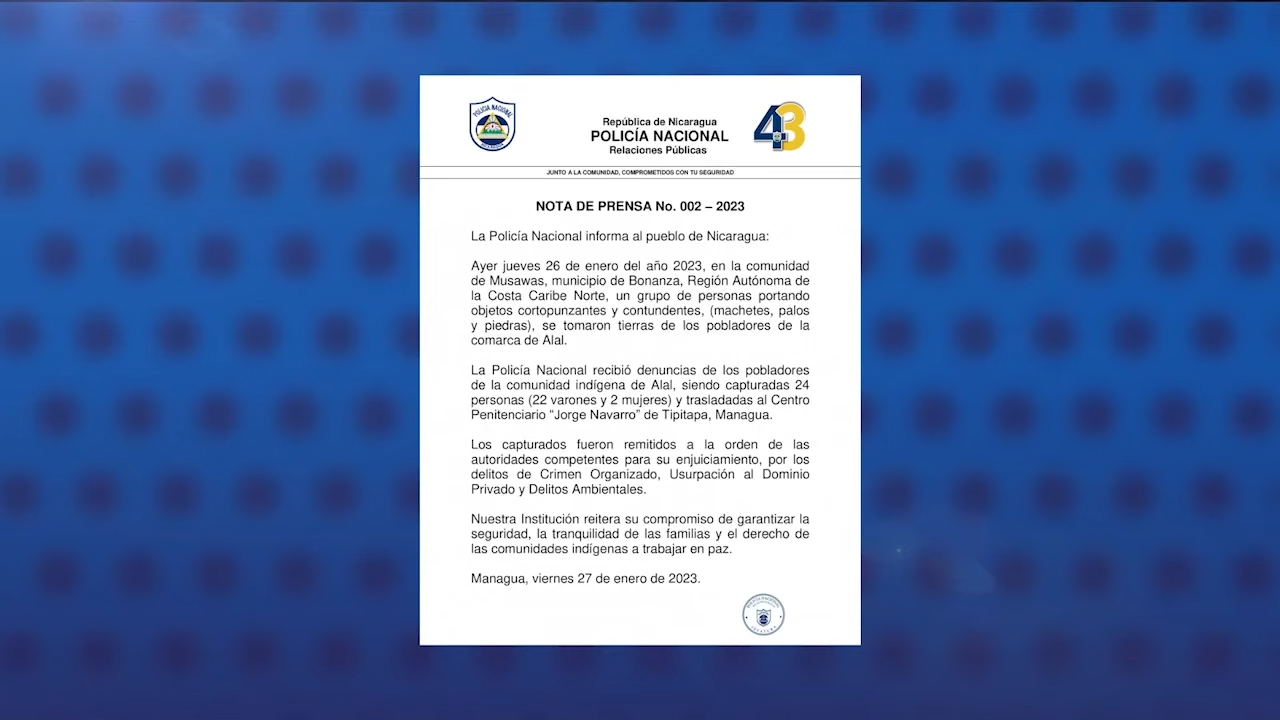 POLICIA NACIONAL
República de Nicaragua
POLICÍA NACIONAL
Relaciones Públicas
43
JUNTO A LA COMUNIDAD, COMPROMETIDOS CON TU SEGURIDAD
NOTA DE PRENSA No. 002 – 2023
La Policía Nacional informa al pueblo de Nicaragua:
Ayer jueves 26 de enero del año 2023, en la comunidad
de Musawas, municipio de Bonanza, Región Autónoma de
la Costa Caribe Norte, un grupo de personas portando
objetos cortopunzantes y contundentes, (machetes, palos
y piedras), se tomaron tierras de los pobladores de la
comarca de Alal.
La Policía Nacional recibió denuncias de los pobladores
de la comunidad indígena de Alal, siendo capturadas 24
personas (22 varones y 2 mujeres) y trasladadas al Centro
Penitenciario “Jorge Navarro” de Tipitapa, Managua.
Los capturados fueron remitidos a la orden de las
autoridades competentes para su enjuiciamiento, por los
delitos de Crimen Organizado, Usurpación al Dominio
Privado y Delitos Ambientales.
Nuestra Institución reitera su compromiso de garantizar la
seguridad, la tranquilidad de las familias y el derecho de
las comunidades indígenas a trabajar en paz.
Managua, viernes 27 de enero de 2023.